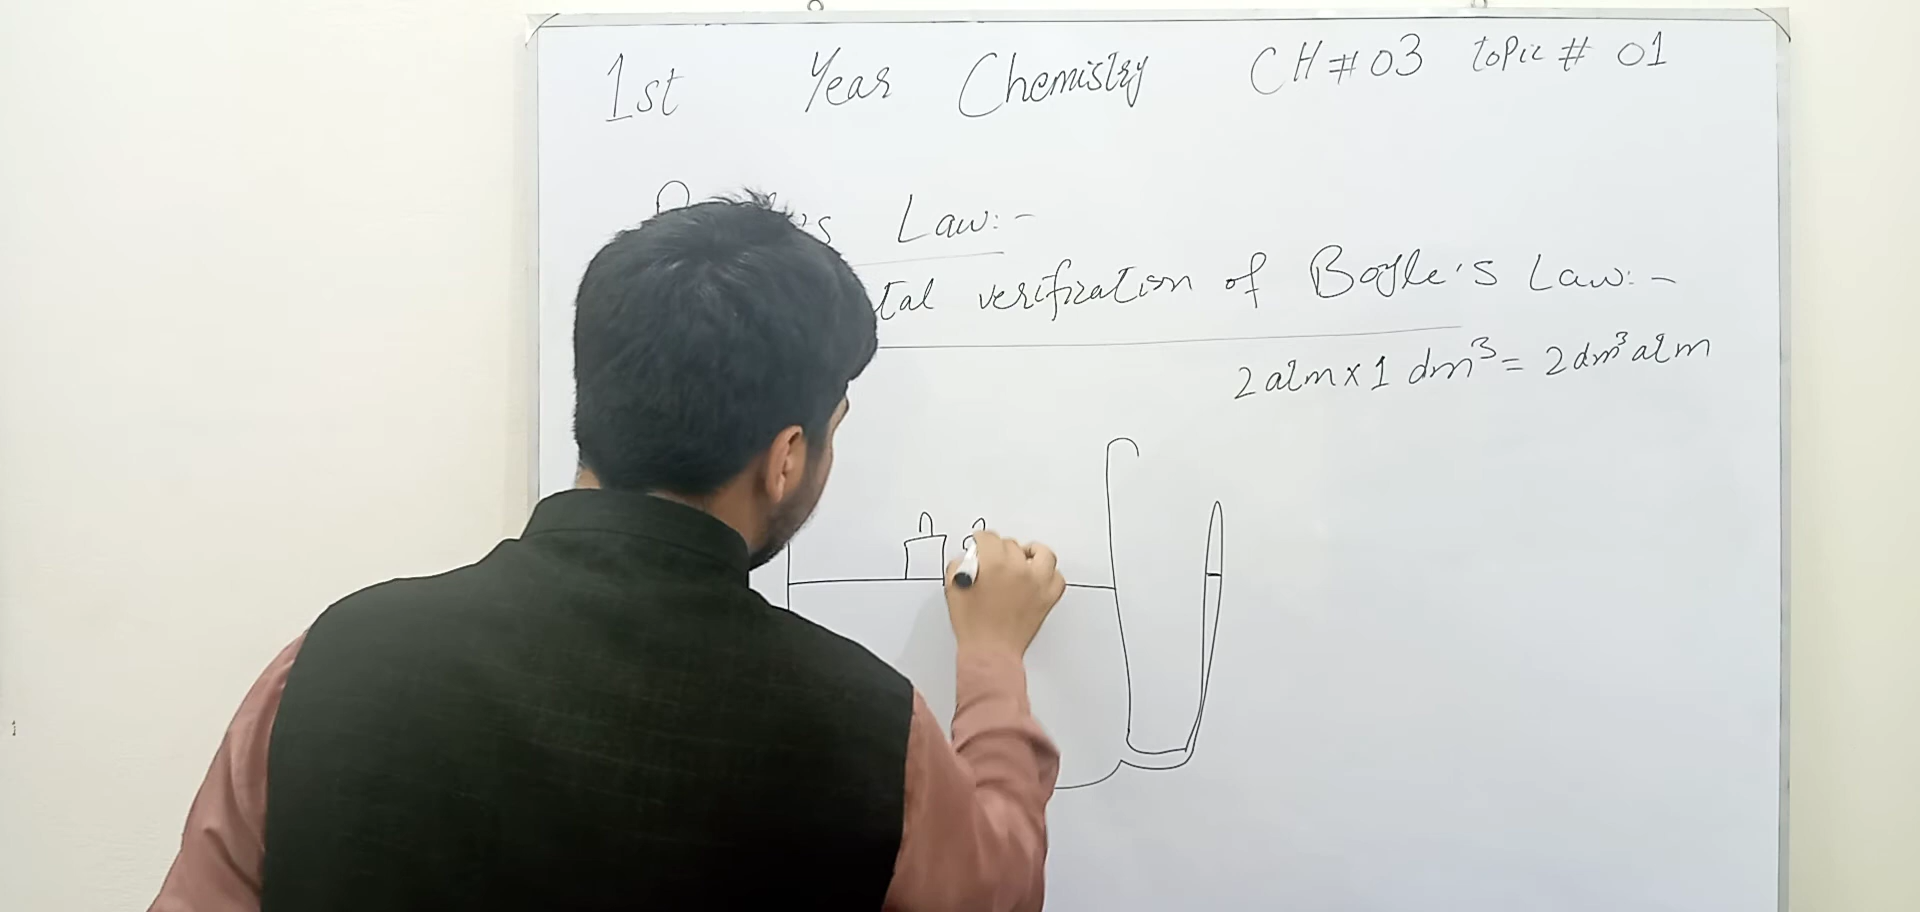 1st Year Chemistry CH # 03 topic # 01
Law:-
verification of Boyle's Law:-
2 atm x 1 dm³ = 2 dm³ atm